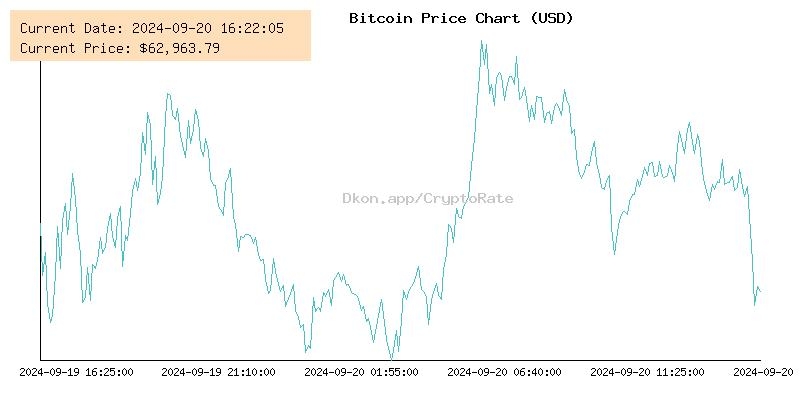 Bitcoin Price Chart (USD)
Current Date: 2024-09-20 16:22:05
Current Price: $62,963.79
Dkon.app/CryptoRate
2024-09-19 16:25:00
2024-09-19 21:10:00
2024-09-20 01:55:00
2024-09-20 06:40:00
2024-09-20 11:25:00
2024-09-20